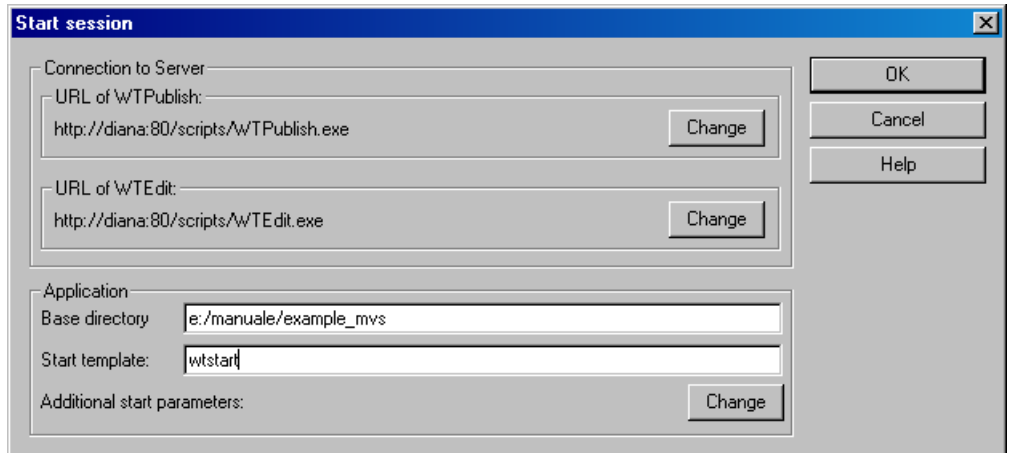 Start session
Connection to Server
OK
URL of WTPublish:
http://diana:80/scripts/WTPublish.exe
Change
Cancel
Help
URL of WTEdit:
http://diana:80/scripts/WTEdit.exe
Change
Application
Base directory e:/manuale/example_mvs
Start template: wtstart
Additional start parameters: Change